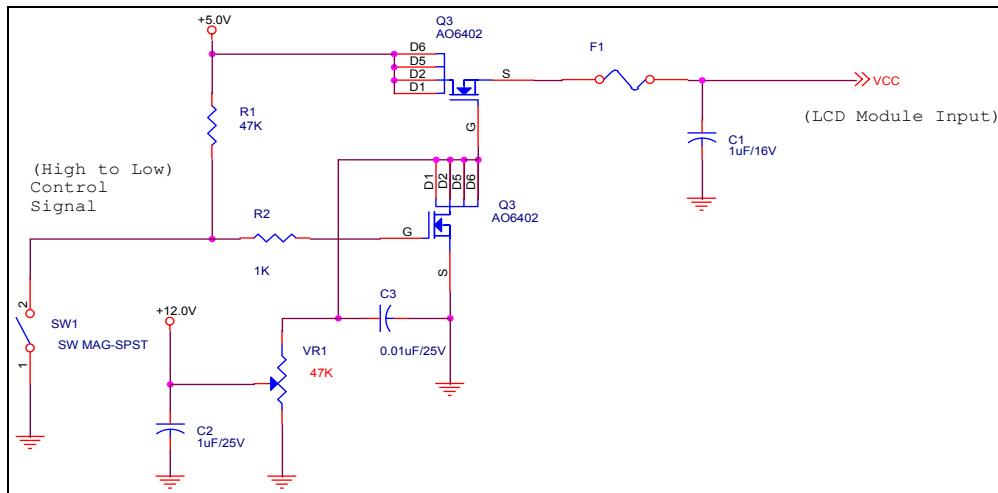 +5.0V
Q3
AO6402
D6
D5
D2
D1
S
G
F1
VCC
(LCD Module Input)
R1
47K
C1
1uF/16V
(High to Low)
Control
Signal
D1
D2
D5
D6
Q3
AO6402
R2
1K
G
S
2
1
SW1
SW MAG-SPST
+12.0V
C3
0.01uF/25V
VR1
47K
C2
1uF/25V